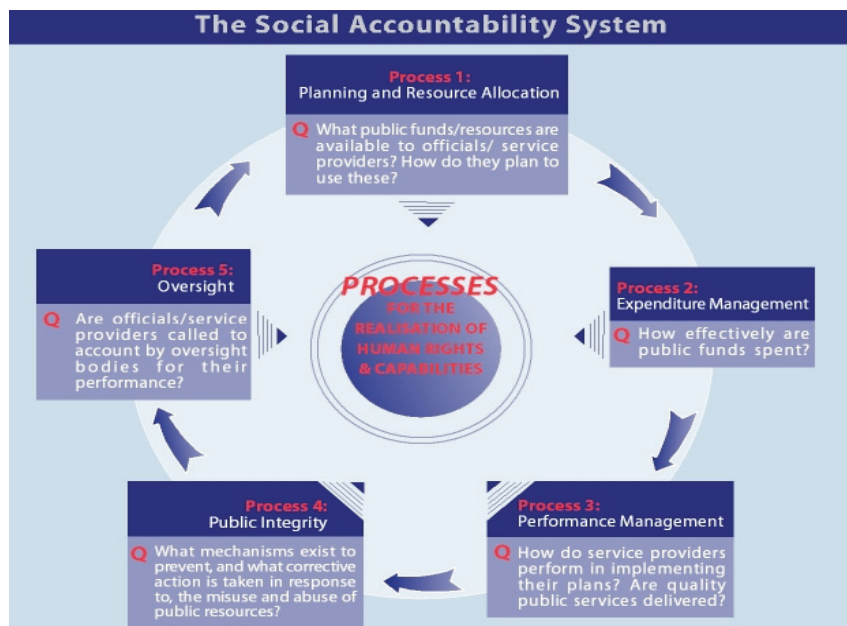 The Social Accountability System
Process 1:
Planning and Resource Allocation
Q What public funds/resources are
available to officials/ service
providers? How do they plan to
use these?
Process 2:
Expenditure Management
Q How effectively are
public funds spent?
Process 3:
Performance Management
Q How do service providers
perform in implementing
their plans? Are quality
public services delivered?
Process 4:
Public Integrity
Q What mechanisms exist to
prevent, and what corrective
action is taken in response
to, the misuse and abuse of
public resources?
Process 5:
Oversight
Q Are officials/service
providers called to
account by oversight
bodies for their
performance?
PROCESSES
FOR THE
REALISATION OF
HUMAN RIGHTS
& CAPABILITIES